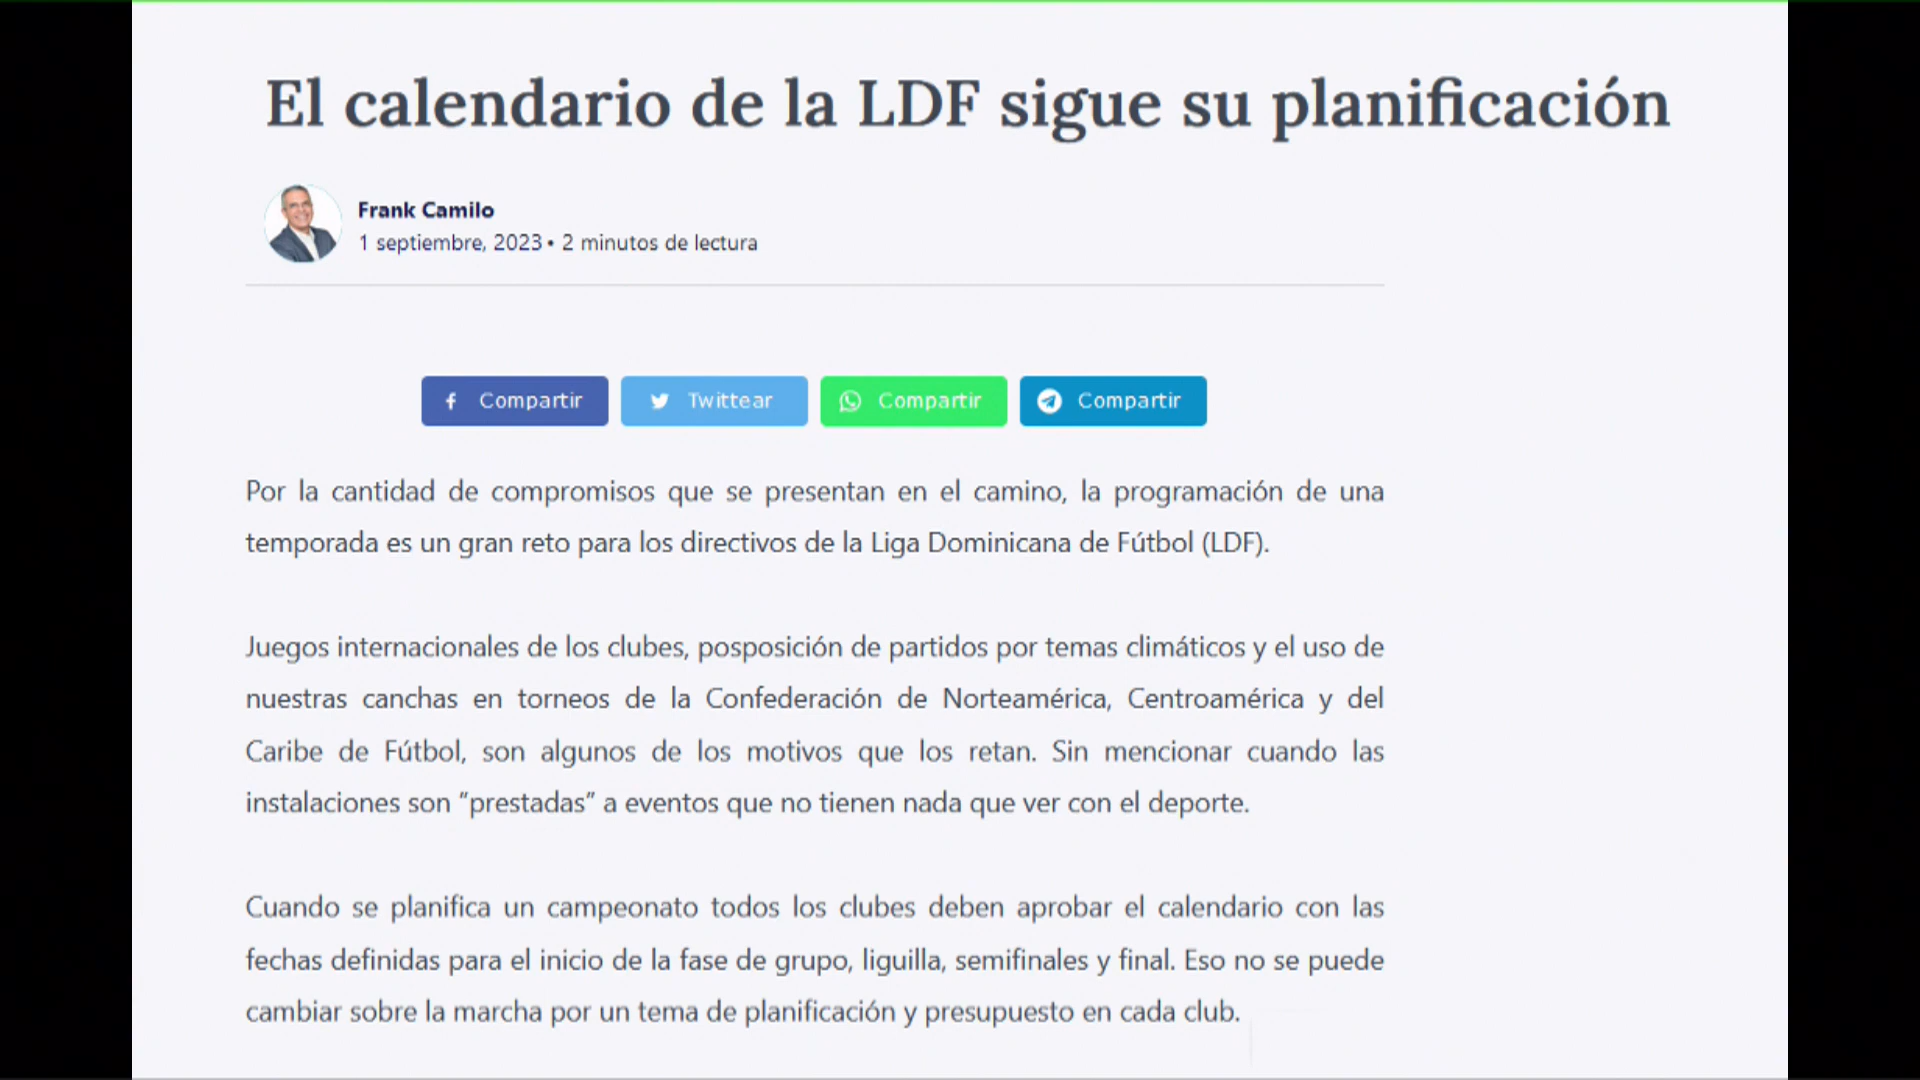 El calendario de la LDF sigue su planificación
Frank Camilo
1 septiembre, 2023 • 2 minutos de lectura
Compartir Twittear Compartir Compartir
Por la cantidad de compromisos que se presentan en el camino, la programación de una
temporada es un gran reto para los directivos de la Liga Dominicana de Fútbol (LDF).
Juegos internacionales de los clubes, posposición de partidos por temas climáticos y el uso de
nuestras canchas en torneos de la Confederación de Norteamérica, Centroamérica y del
Caribe de Fútbol, son algunos de los motivos que los retan. Sin mencionar cuando las
instalaciones son “prestadas” a eventos que no tienen nada que ver con el deporte.
Cuando se planifica un campeonato todos los clubes deben aprobar el calendario con las
fechas definidas para el inicio de la fase de grupo, liguilla, semifinales y final. Eso no se puede
cambiar sobre la marcha por un tema de planificación y presupuesto en cada club.